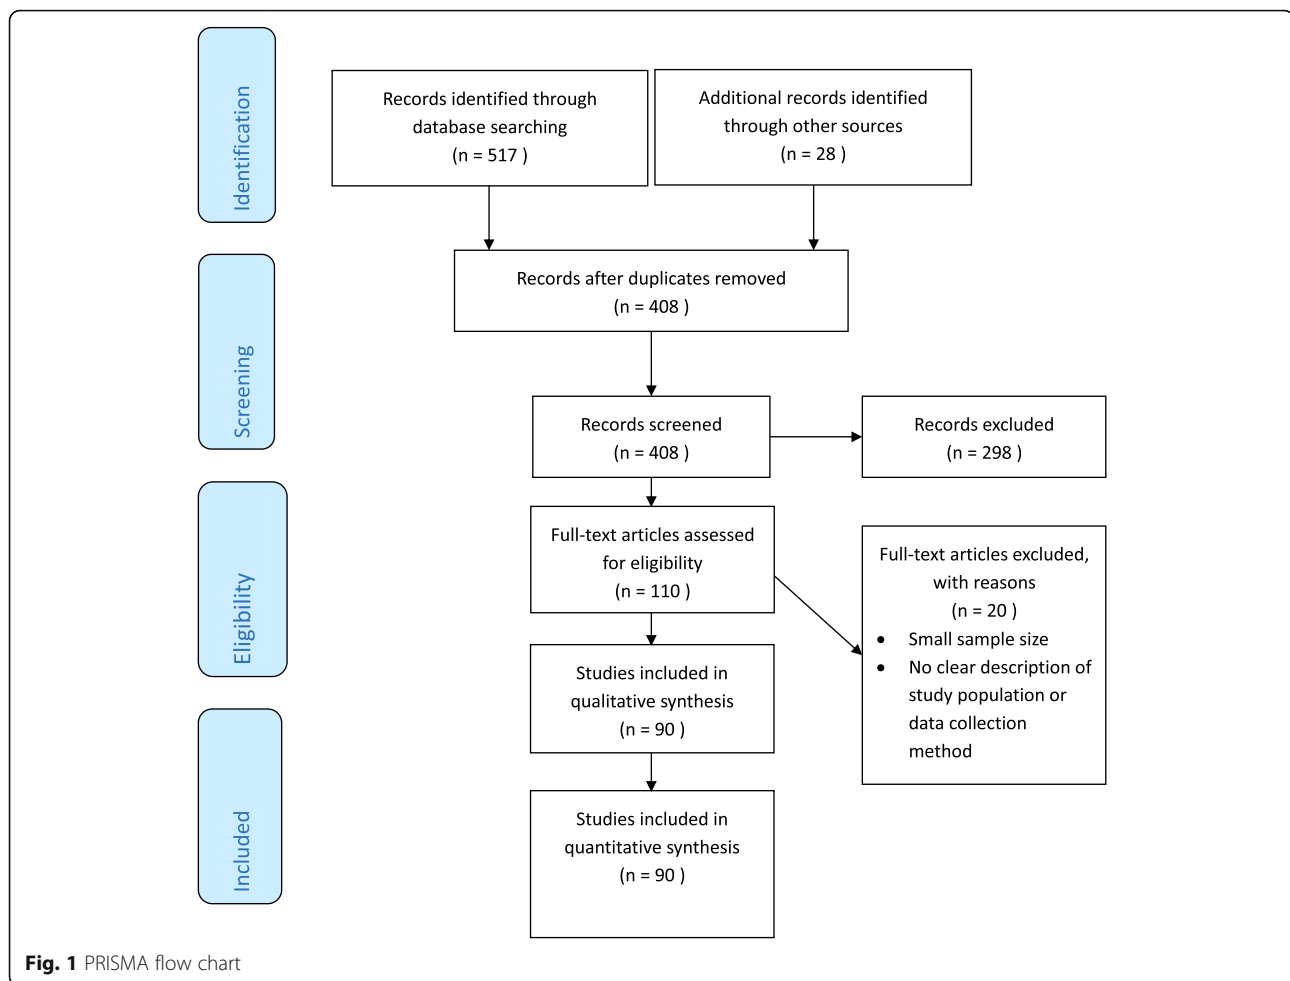 Identification
Records identified through
database searching
(n = 517 )
Additional records identified
through other sources
(n = 28 )
Records after duplicates removed
(n = 408 )
Screening
Records screened
(n = 408 )
Records excluded
(n = 298 )
Eligibility
Full-text articles assessed
for eligibility
(n = 110 )
Full-text articles excluded,
with reasons
(n = 20 )
● Small sample size
● No clear description of
study population or
data collection
method
Studies included in
qualitative synthesis
(n = 90 )
Included
Studies included in
quantitative synthesis
(n = 90 )
Fig. 1 PRISMA flow chart